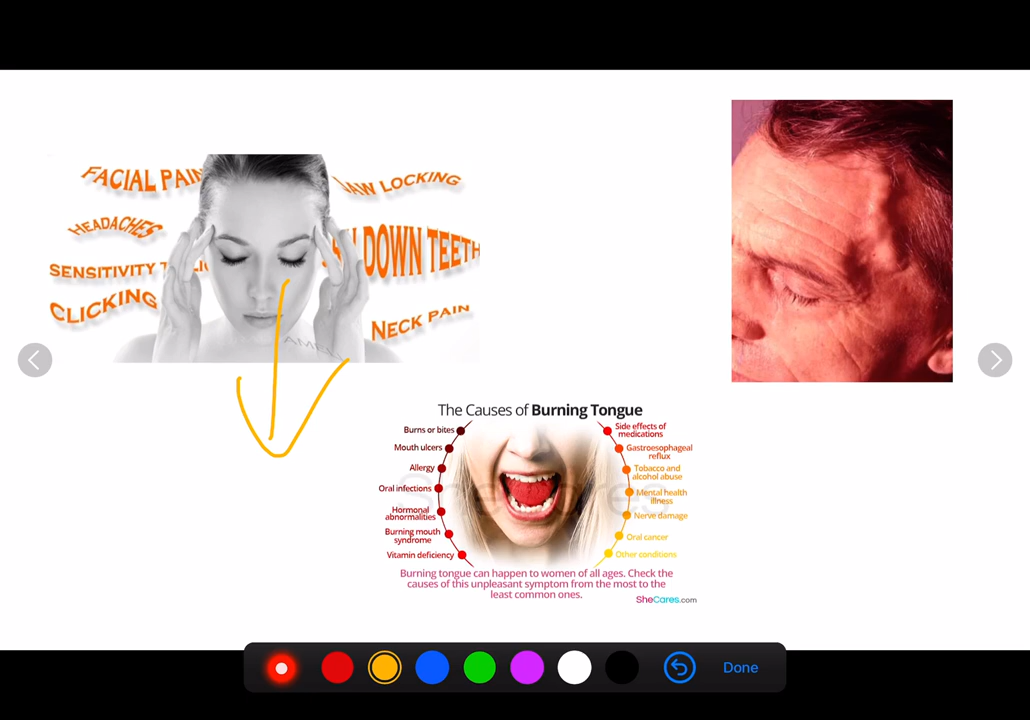 FACIAL PAIN
JAW LOCKING
HEADACHES
DOWN TEETH
SENSITIVITY
CLICKING
NECK PAIN
The Causes of Burning Tongue
Burns or bites
Mouth ulcers
Allergy
Oral infections
Hormonal
abnormalities
Burning mouth
syndrome
Vitamin deficiency
Side effects of
medications
Gastroesophageal
reflux
Tobacco and
alcohol abuse
Mental health
illness
Nerve damage
Oral cancer
Other conditions
SheCares
Burning tongue can happen to women of all ages. Check the
causes of this unpleasant symptom from the most to the
least common ones.
SheCares.com
Done